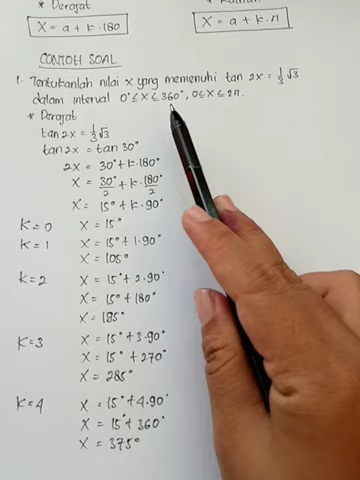 * Derajat
X = a + k.180
X = a + k.π
CONTOH SOAL
1. Tentukanlah nilai x yang memenuhi tan 2x = 1/3 √3
dalam interval 0° ≤ x ≤ 360°, 0 ≤ x ≤ 2π.
* Derajat
tan 2x = 1/3 √3
tan 2x = tan 30°
2x = 30° + k.180°
x = 30°/2 + k.180°/2
x = 15° + k.90°
K=0 x = 15°
K=1 x = 15° + 1.90°
x = 105°
K=2 x = 15° + 2.90°
x = 15° + 180°
x = 195°
K=3 x = 15° + 3.90°
x = 15° + 270°
x = 285°
K=4 x = 15° + 4.90°
x = 15° + 360°
x = 375°